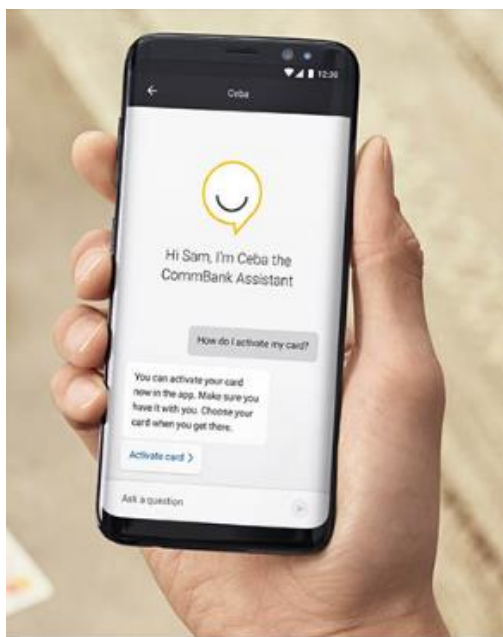 12:30
Ceba
Hi Sam, I'm Ceba the
CommBank Assistant
How do I activate my card?
You can activate your card
now in the app. Make sure you
have it with you. Choose your
card when you get there.
Activate card >
Ask a question